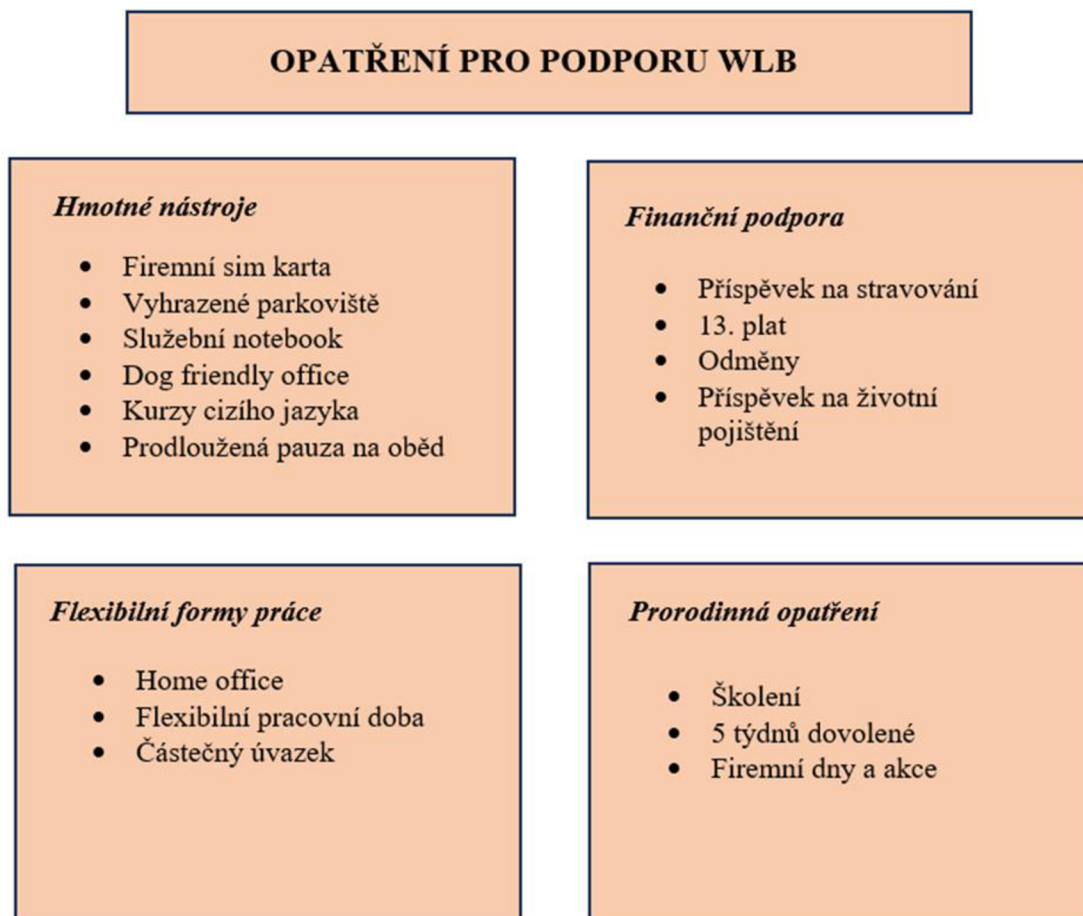 OPATŘENÍ PRO PODPORU WLB
Hmotné nástroje
• Firemní sim karta
• Vyhrazené parkoviště
• Služební notebook
• Dog friendly office
• Kurzy cizího jazyka
• Prodloužená pauza na oběd
Finanční podpora
• Příspěvek na stravování
• 13. plat
• Odměny
• Příspěvek na životní
pojištění
Flexibilní formy práce
• Home office
• Flexibilní pracovní doba
• Částečný úvazek
Prorodinná opatření
• Školení
• 5 týdnů dovolené
• Firemní dny a akce